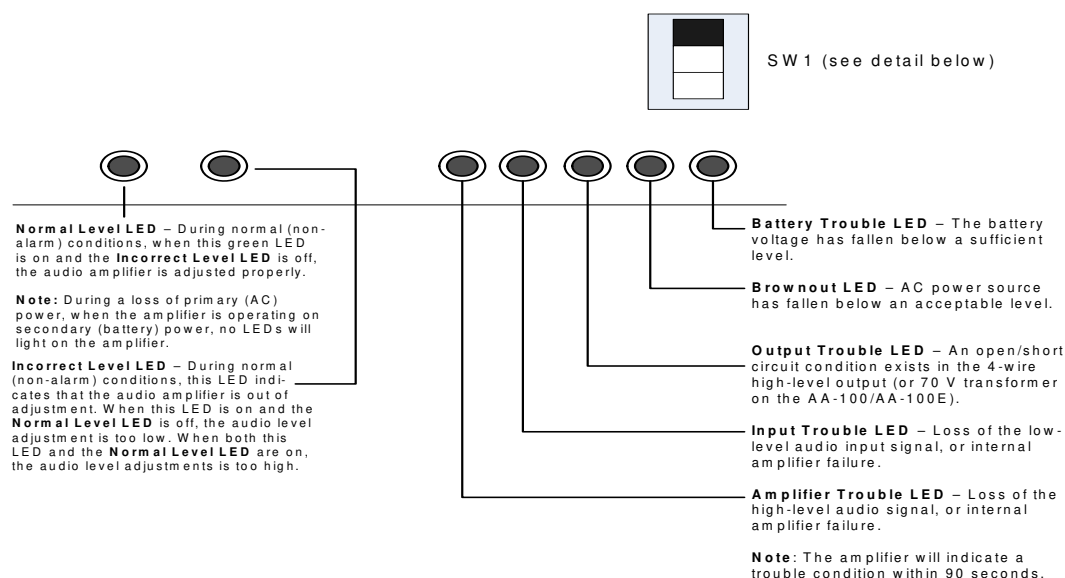 SW1 (see detail below)
Normal Level LED – During normal (non-
alarm) conditions, when this green LED
is on and the Incorrect Level LED is off,
the audio amplifier is adjusted properly.
Note: During a loss of primary (AC)
power, when the amplifier is operating on
secondary (battery) power, no LEDs will
light on the amplifier.
Incorrect Level LED – During normal
(non-alarm) conditions, this LED indi-
cates that the audio amplifier is out of
adjustment. When this LED is on and the
Normal Level LED is off, the audio level
adjustment is too low. When both this
LED and the Normal Level LED are on,
the audio level adjustments is too high.
Battery Trouble LED – The battery
voltage has fallen below a sufficient
level.
Brownout LED – AC power source
has fallen below an acceptable level.
Output Trouble LED – An open/short
circuit condition exists in the 4-wire
high-level output (or 70 V transformer
on the AA-100/AA-100E).
Input Trouble LED – Loss of the low-
level audio input signal, or internal
amplifier failure.
Amplifier Trouble LED – Loss of the
high-level audio signal, or internal
amplifier failure.
Note: The amplifier will indicate a
trouble condition within 90 seconds.